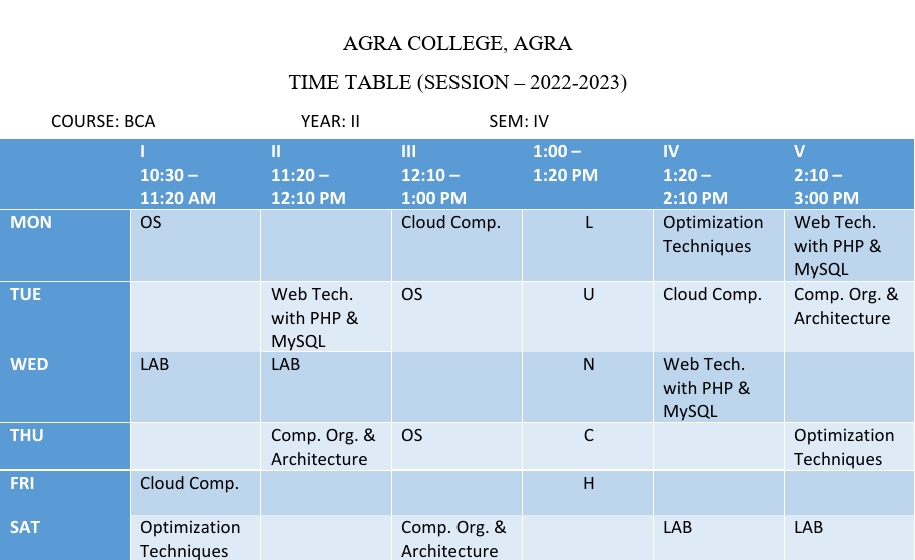 AGRA COLLEGE, AGRA
TIME TABLE (SESSION – 2022-2023)
COURSE: BCA YEAR: II SEM: IV
I II III 1:00 – IV V
10:30 – 11:20 – 12:10 – 1:20 PM 1:20 – 2:10 –
11:20 AM 12:10 PM 1:00 PM 2:10 PM 3:00 PM
MON OS Cloud Comp. L Optimization Web Tech.
Techniques with PHP &
MySQL
TUE Web Tech. OS U Cloud Comp. Comp. Org. &
with PHP & Architecture
MySQL
WED LAB LAB N Web Tech.
with PHP &
MySQL
THU Comp. Org. & OS C Optimization
Architecture Techniques
FRI Cloud Comp. H
SAT Optimization Comp. Org. & LAB LAB
Techniques Architecture